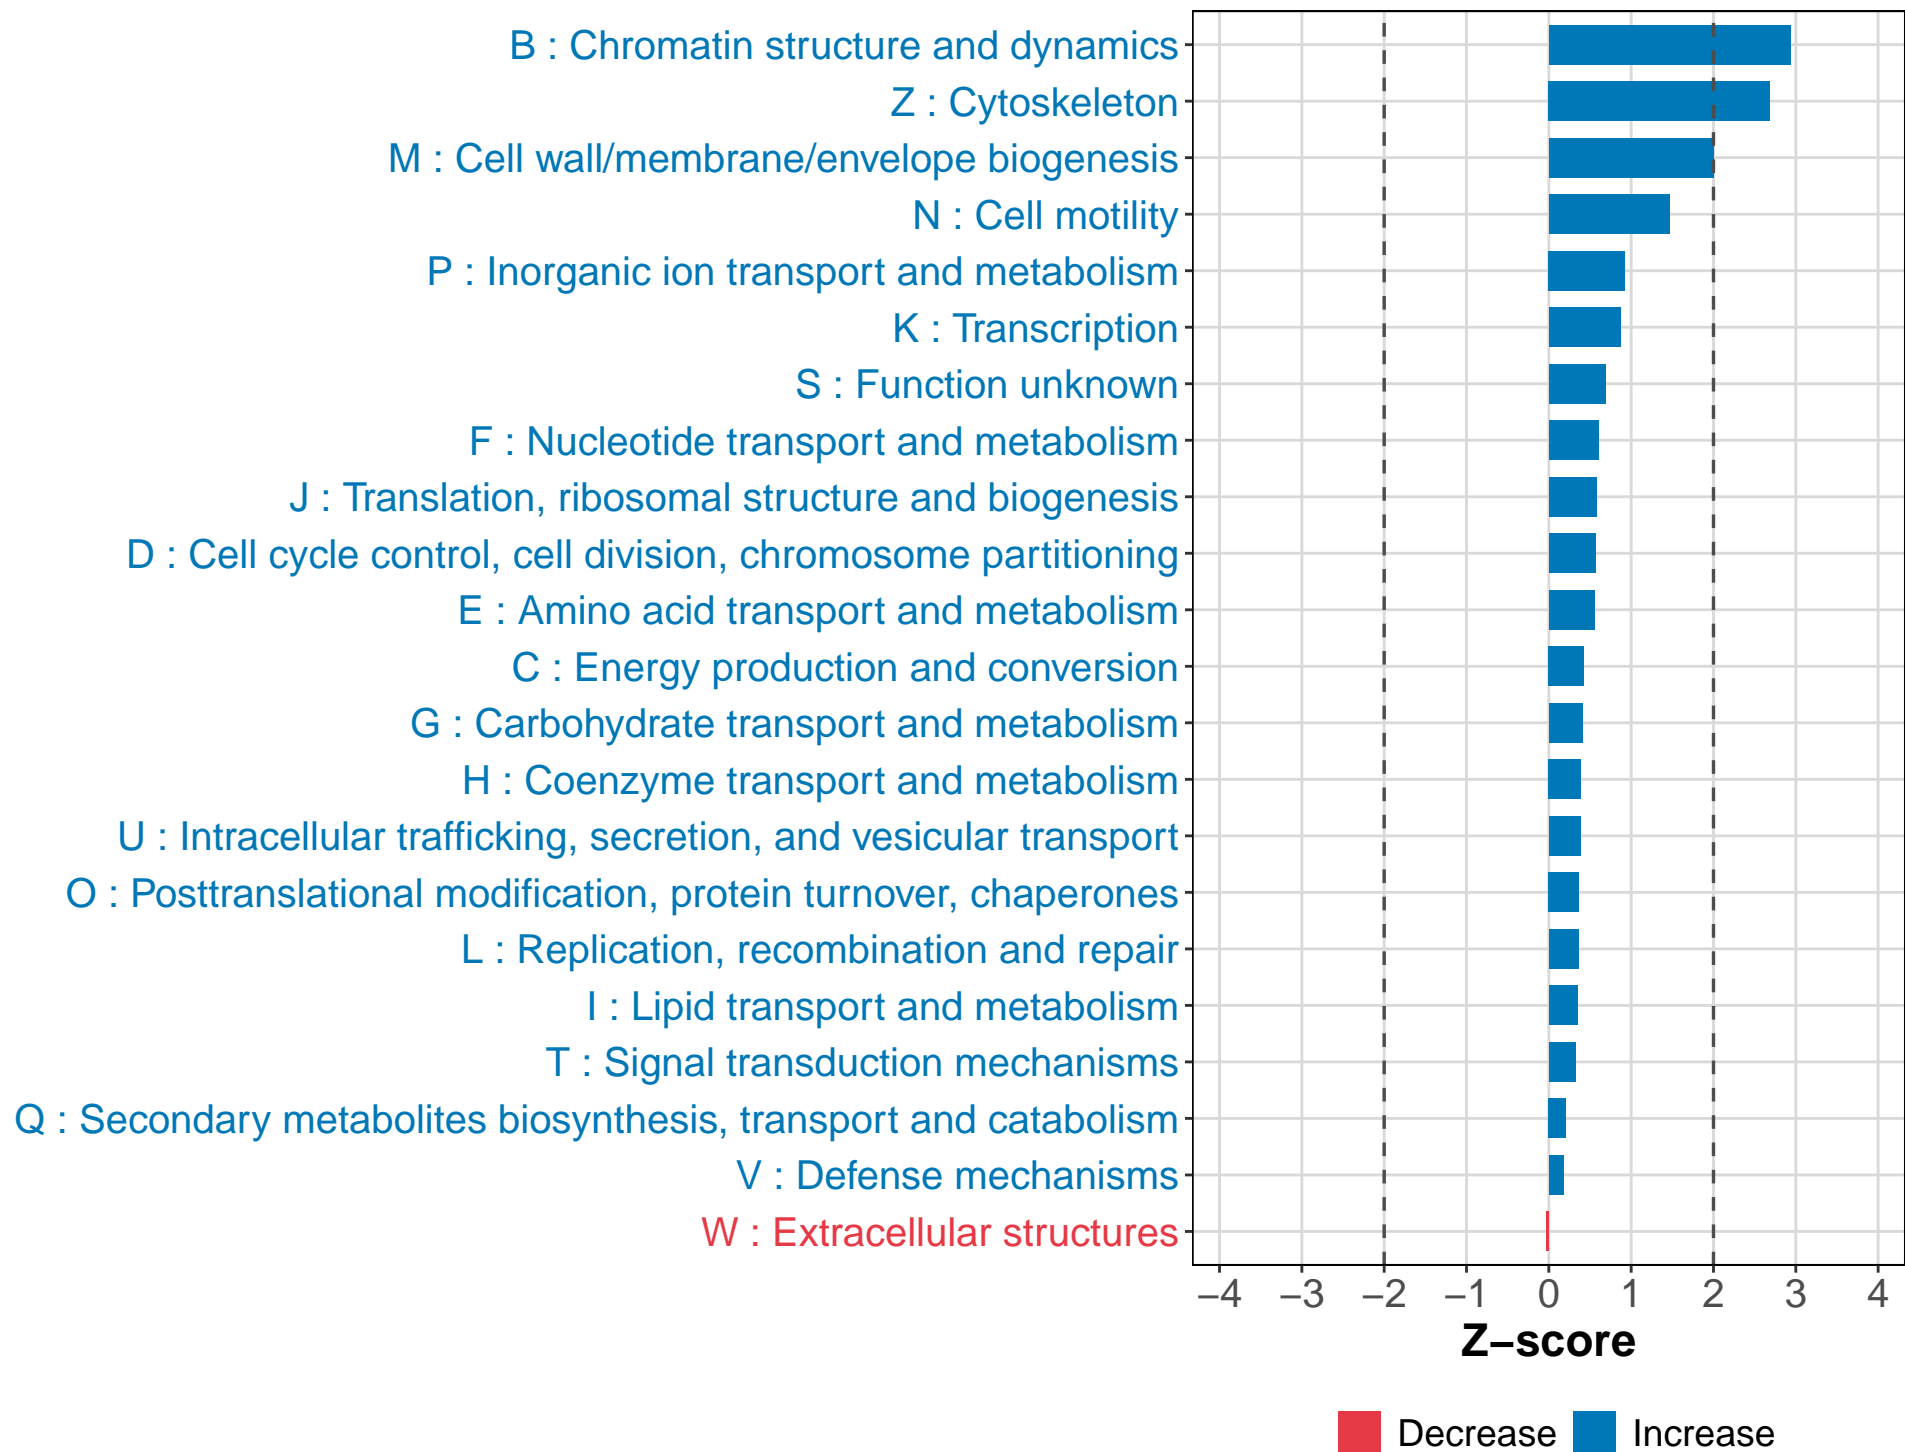 B : Chromatin structure and dynamics
Z : Cytoskeleton
M : Cell wall/membrane/envelope biogenesis
N : Cell motility
P : Inorganic ion transport and metabolism
K : Transcription
S : Function unknown
F : Nucleotide transport and metabolism
J : Translation, ribosomal structure and biogenesis
D : Cell cycle control, cell division, chromosome partitioning
E : Amino acid transport and metabolism
C : Energy production and conversion
G : Carbohydrate transport and metabolism
H : Coenzyme transport and metabolism
U : Intracellular trafficking, secretion, and vesicular transport
O : Posttranslational modification, protein turnover, chaperones
L : Replication, recombination and repair
I : Lipid transport and metabolism
T : Signal transduction mechanisms
Q : Secondary metabolites biosynthesis, transport and catabolism
V : Defense mechanisms
W : Extracellular structures
−4 −3 −2 −1 0 1 2 3 4
Z−score
Decrease Increase